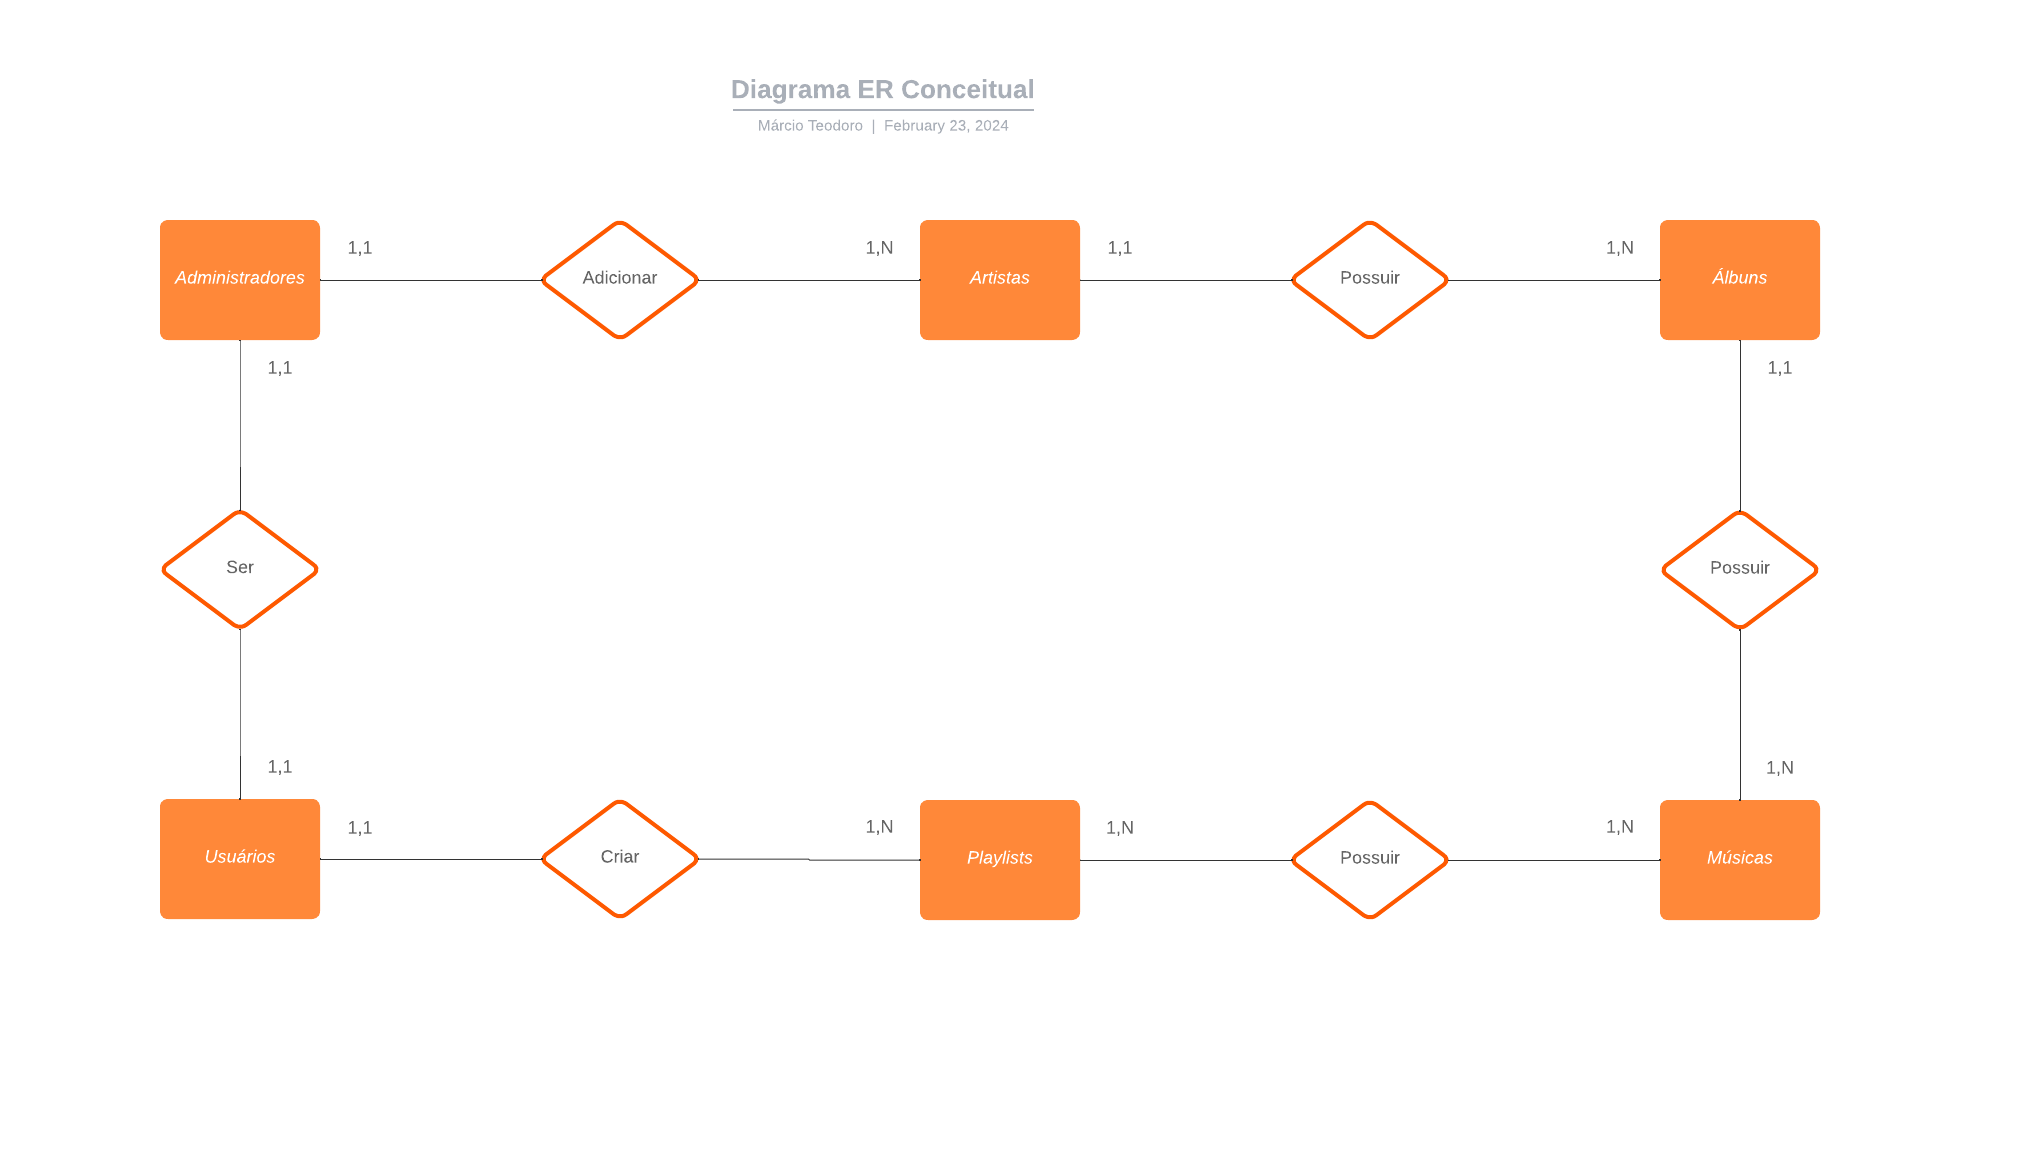 Diagrama ER Conceitual
Márcio Teodoro | February 23, 2024
1,1
1,N
1,1
1,N
Administradores
Adicionar
Artistas
Possuir
Álbuns
1,1
1,1
Ser
Possuir
1,1
1,N
1,1
1,N
1,N
1,N
Usuários
Criar
Playlists
Possuir
Músicas